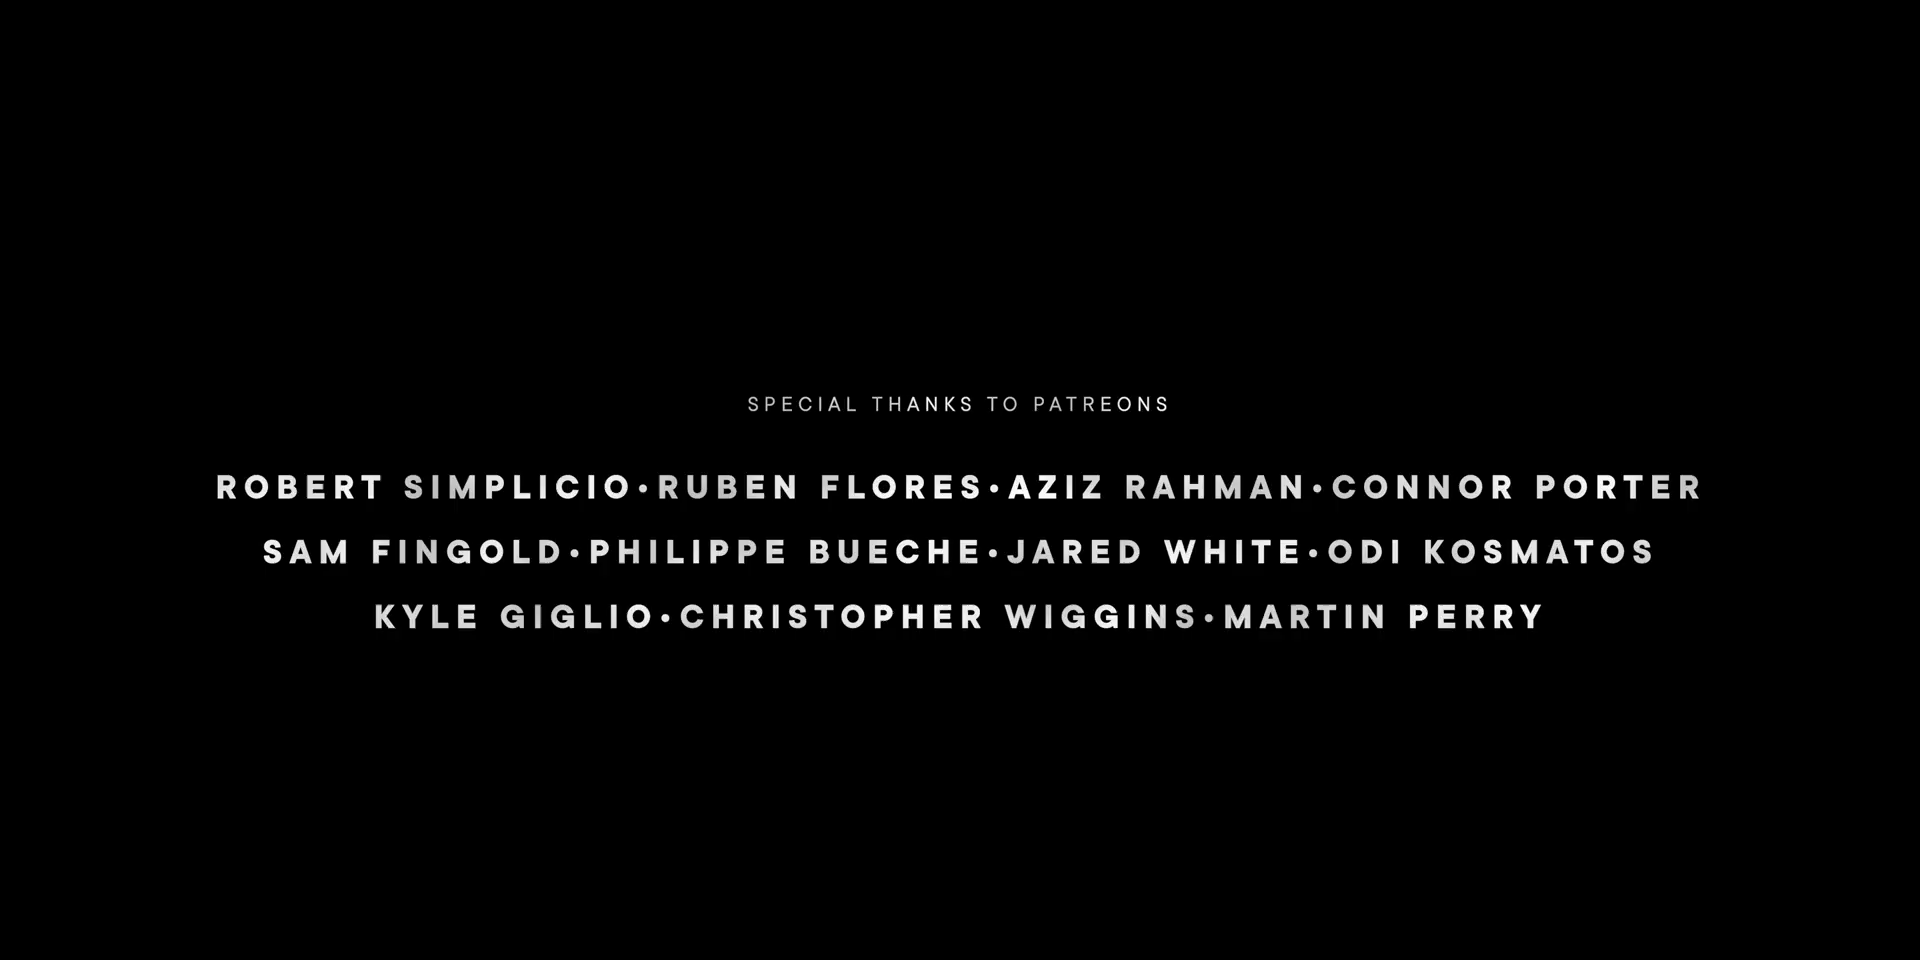 SPECIAL THANKS TO PATREONS
ROBERT SIMPLICIO•RUBEN FLORES•AZIZ RAHMAN•CONNOR PORTER
SAM FINGOLD•PHILIPPE BUECHE•JARED WHITE•ODI KOSMATOS
KYLE GIGLIO•CHRISTOPHER WIGGINS•MARTIN PERRY